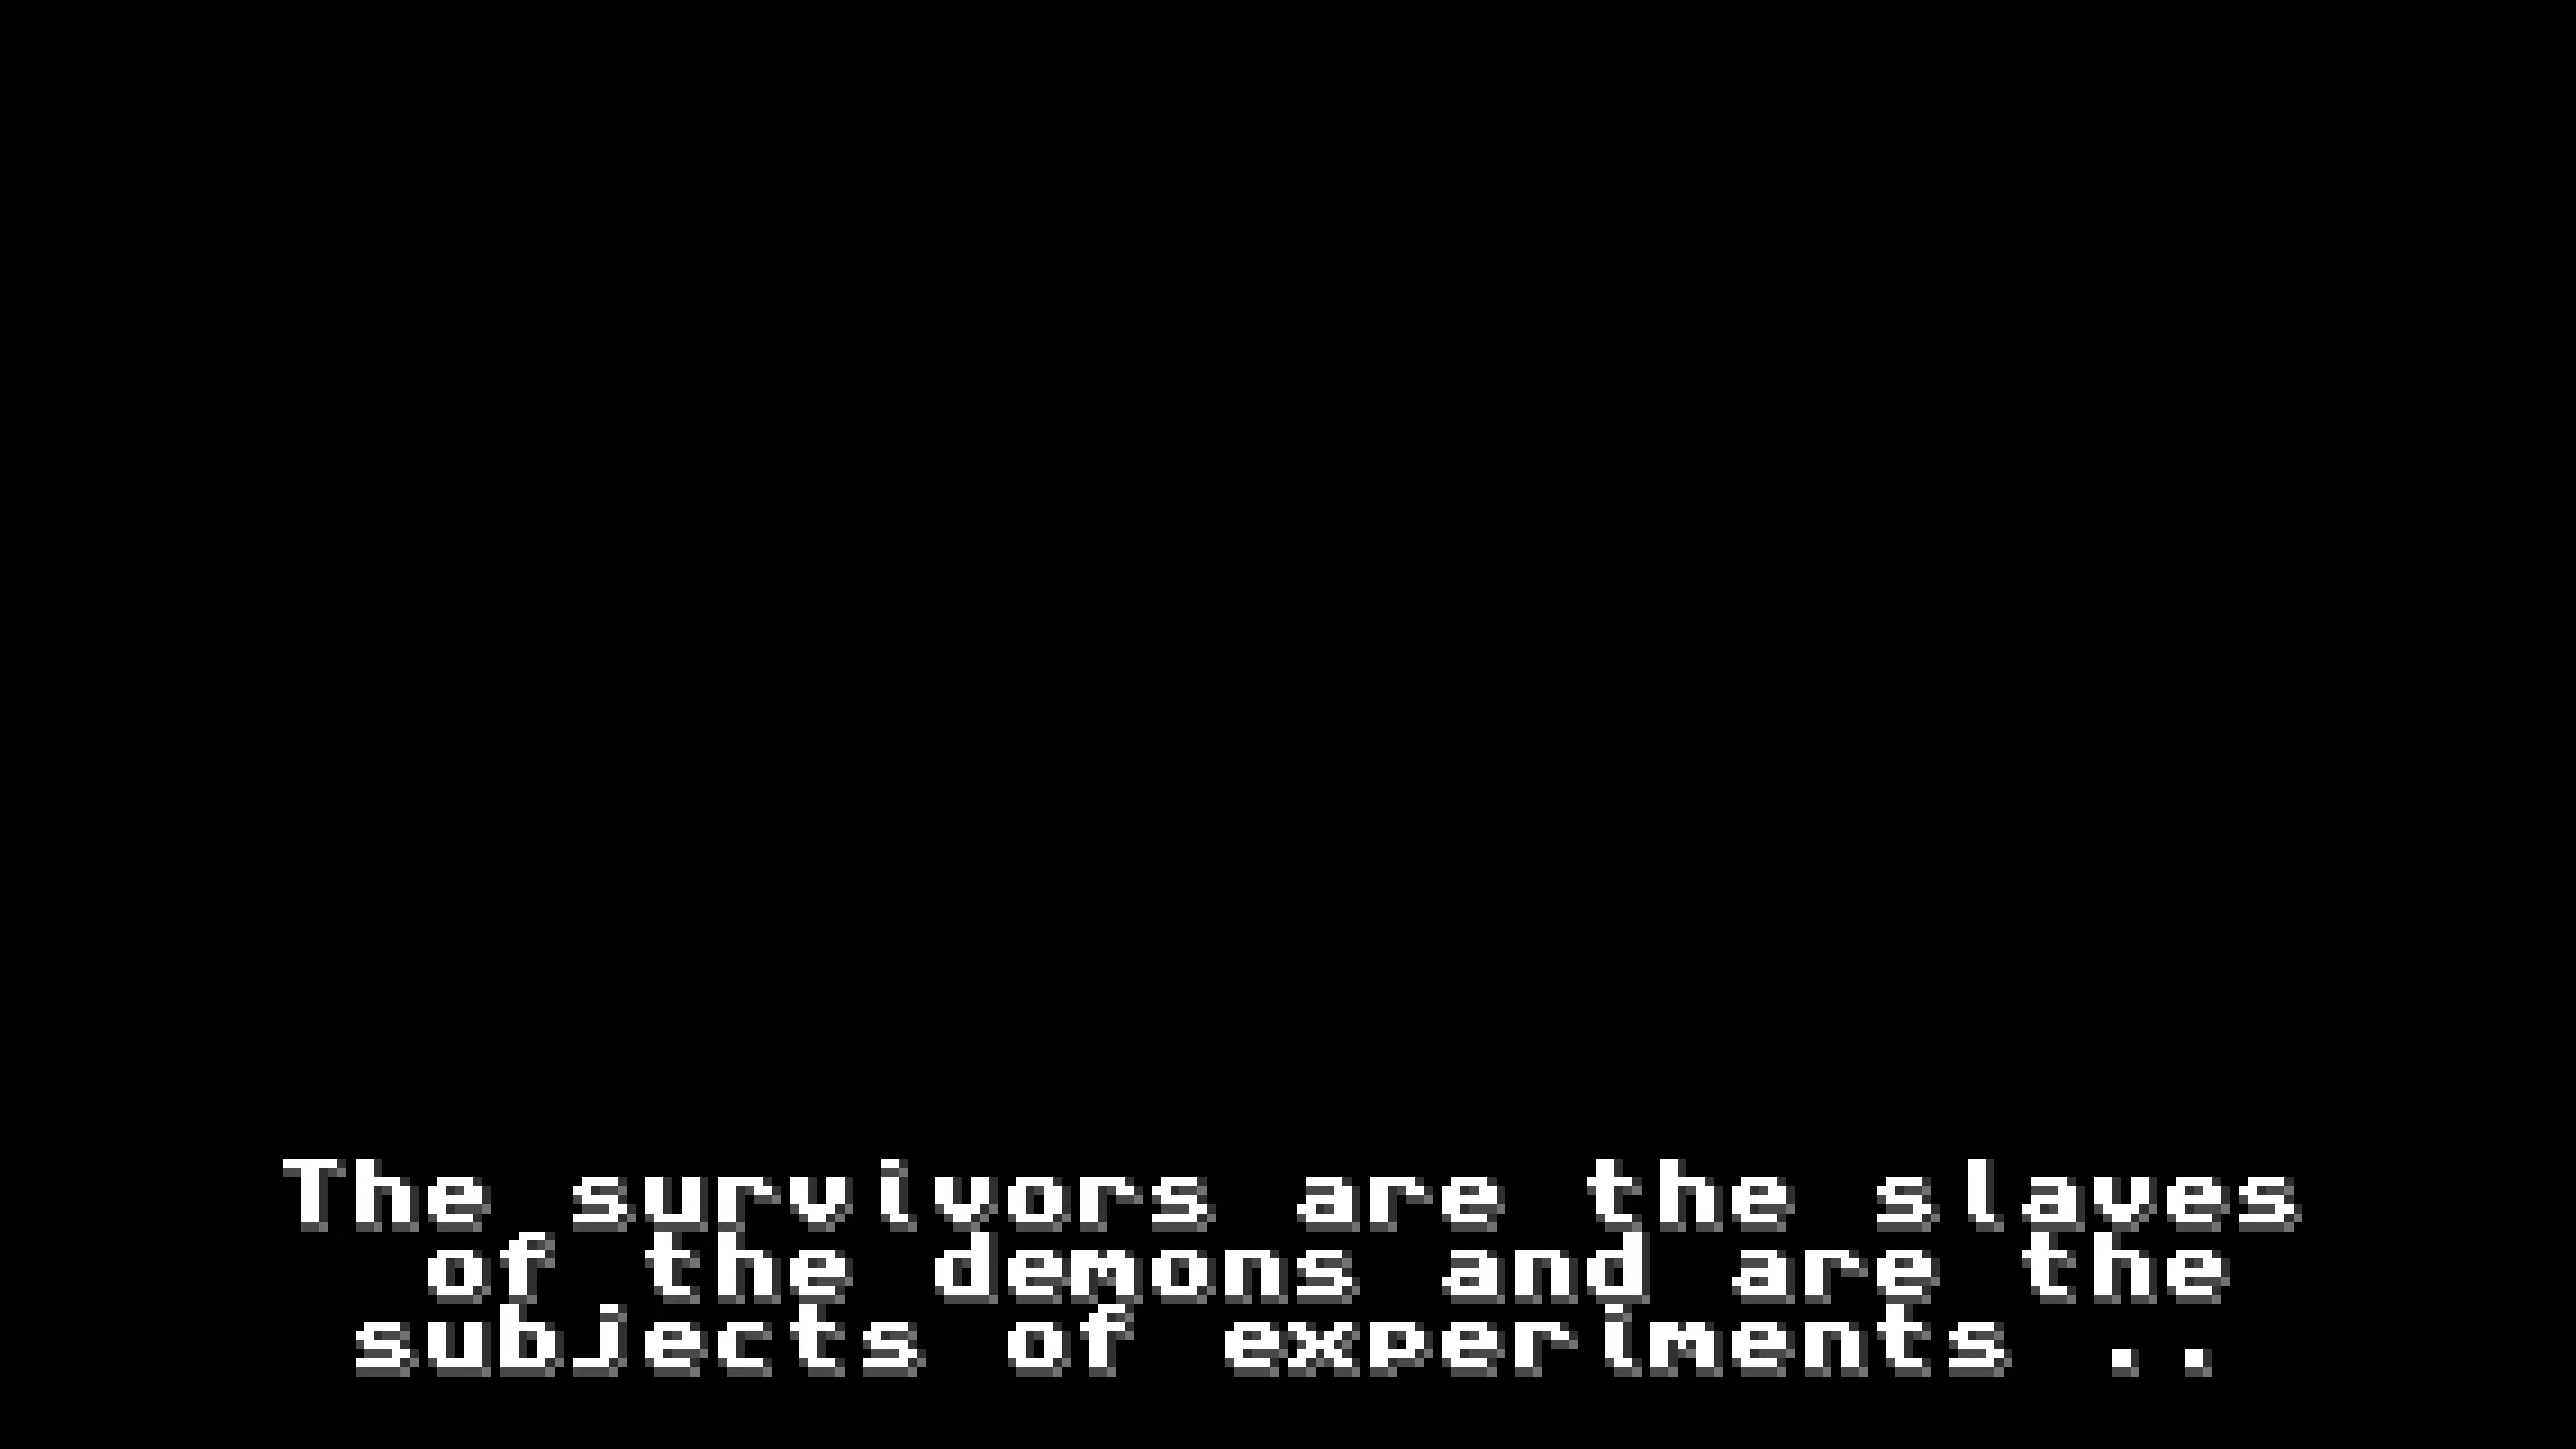 The survivors are the slaves
of the demons and are the
subjects of experiments ..